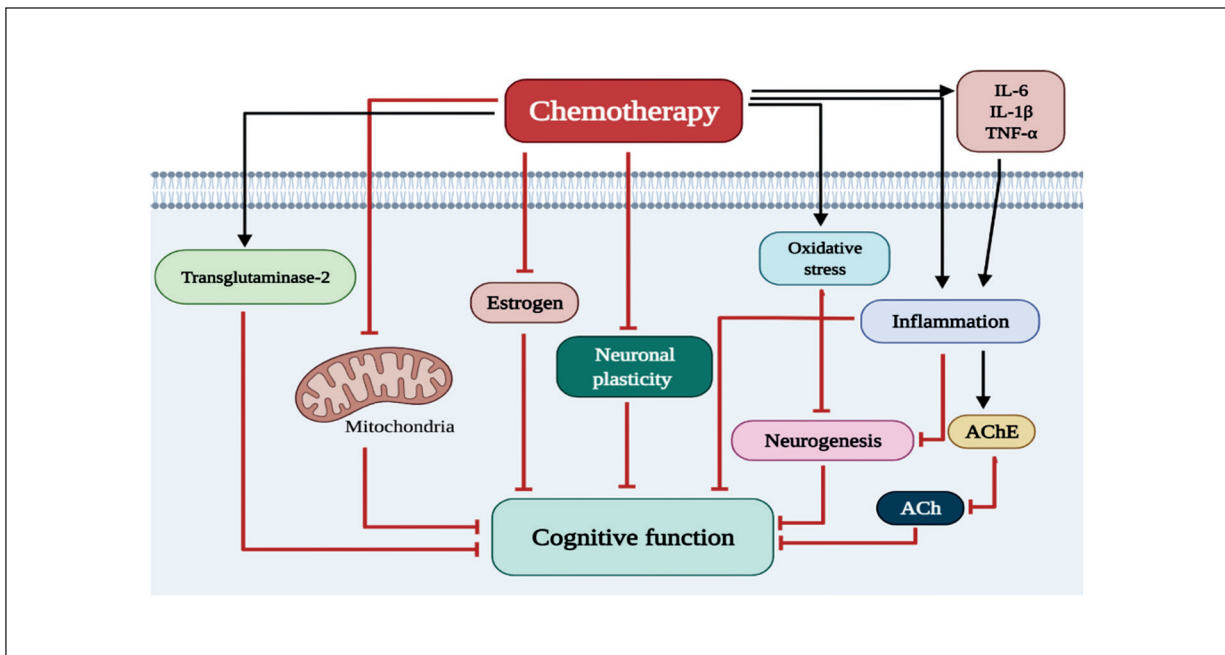 Chemotherapy
IL-6
IL-1β
TNF-α
Transglutaminase-2
Oxidative
stress
Estrogen
Inflammation
Neuronal
plasticity
Mitochondria
Neurogenesis
AChE
ACh
Cognitive function